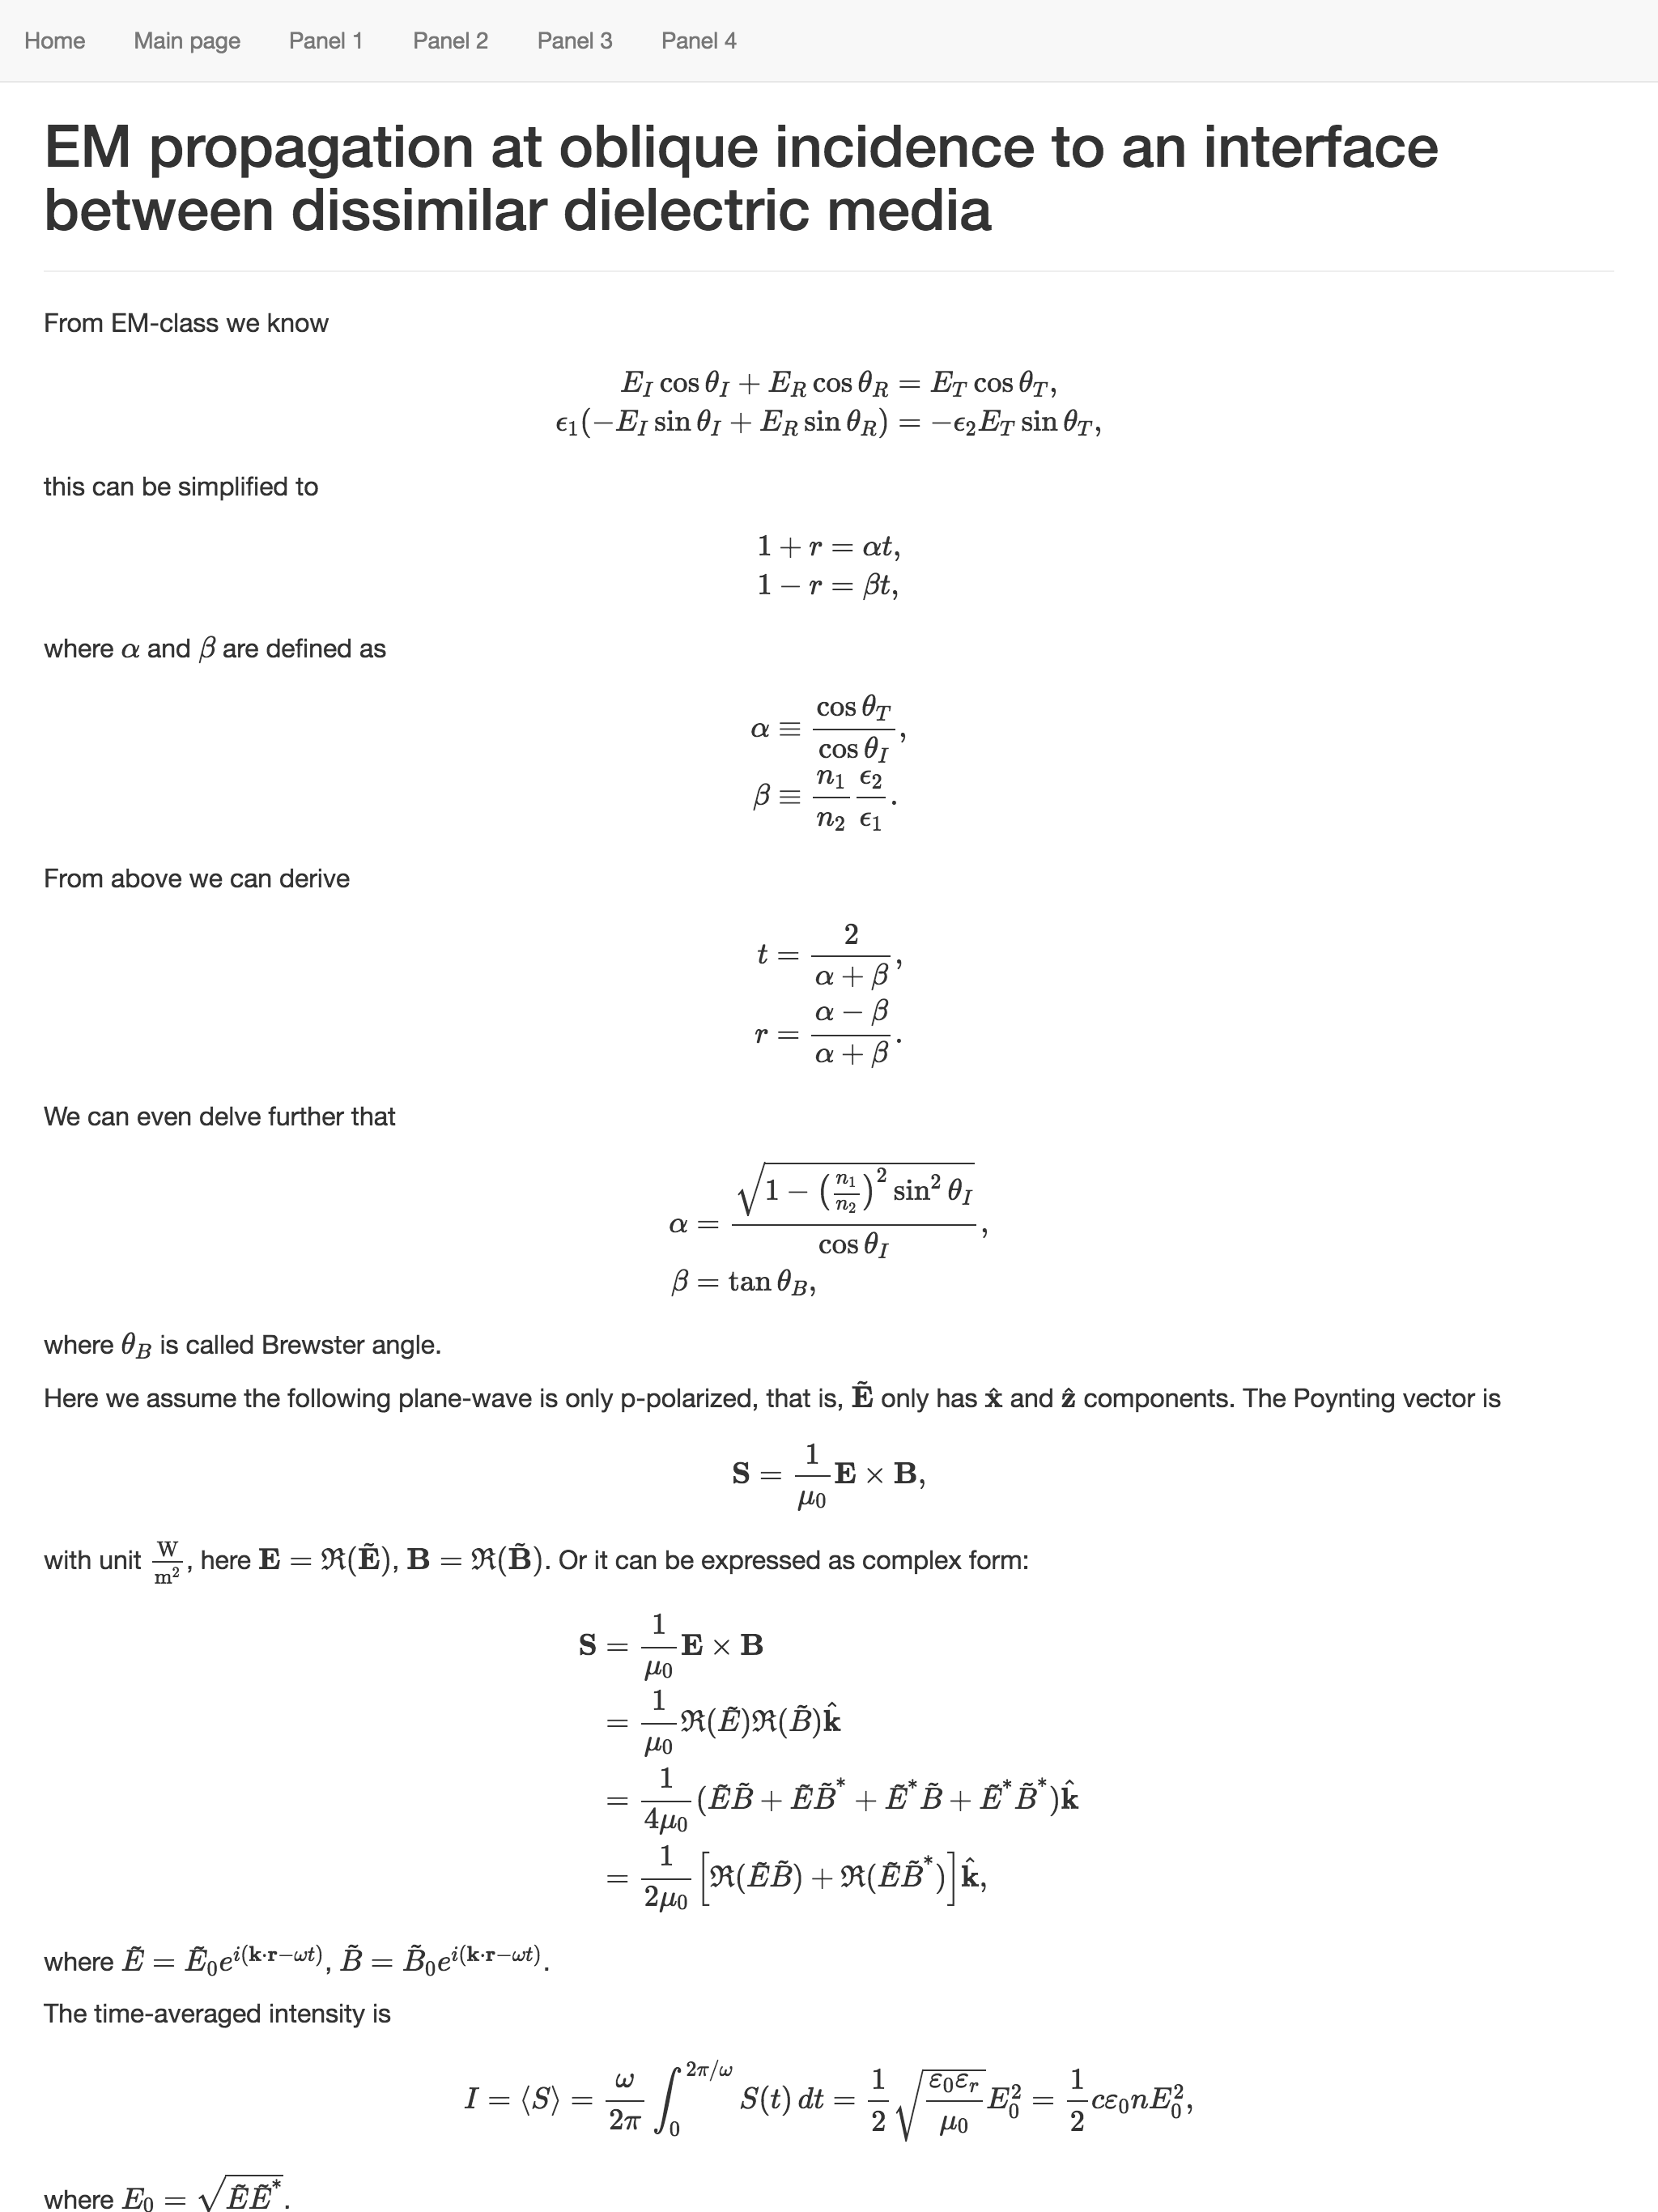 Home Main page Panel 1 Panel 2 Panel 3 Panel 4
EM propagation at oblique incidence to an interface
between dissimilar dielectric media
From EM-class we know
$E_I \cos\theta_I + E_R \cos\theta_R = E_T \cos\theta_T,$
$\epsilon_1(-E_I \sin\theta_I + E_R \sin\theta_R) = -\epsilon_2 E_T \sin\theta_T,$
this can be simplified to
$1 + r = \alpha t,$
$1 - r = \beta t,$
where $\alpha$ and $\beta$ are defined as
$\alpha \equiv \frac{\cos\theta_T}{\cos\theta_I},$
$\beta \equiv \frac{n_1}{n_2}\frac{\epsilon_2}{\epsilon_1}.$
From above we can derive
$t = \frac{2}{\alpha + \beta},$
$r = \frac{\alpha - \beta}{\alpha + \beta}.$
We can even delve further that
$\alpha = \frac{\sqrt{1 - \left(\frac{n_1}{n_2}\right)^2 \sin^2\theta_I}}{\cos\theta_I},$
$\beta = \tan\theta_B,$
where $\theta_B$ is called Brewster angle.
Here we assume the following plane-wave is only p-polarized, that is, $\tilde{\mathbf{E}}$ only has $\hat{\mathbf{x}}$ and $\hat{\mathbf{z}}$ components. The Poynting vector is
$\mathbf{S} = \frac{1}{\mu_0}\mathbf{E} \times \mathbf{B},$
with unit $\frac{\mathrm{W}}{\mathrm{m}^2}$, here $\mathbf{E} = \Re(\tilde{\mathbf{E}})$, $\mathbf{B} = \Re(\tilde{\mathbf{B}})$. Or it can be expressed as complex form:
$\mathbf{S} = \frac{1}{\mu_0}\mathbf{E} \times \mathbf{B}$
$= \frac{1}{\mu_0}\Re(\tilde{E})\Re(\tilde{B})\hat{\mathbf{k}}$
$= \frac{1}{4\mu_0}(\tilde{E}\tilde{B} + \tilde{E}\tilde{B}^* + \tilde{E}^*\tilde{B} + \tilde{E}^*\tilde{B}^*)\hat{\mathbf{k}}$
$= \frac{1}{2\mu_0}\left[\Re(\tilde{E}\tilde{B}) + \Re(\tilde{E}\tilde{B}^*)\right]\hat{\mathbf{k}},$
where $\tilde{E} = \tilde{E}_0 e^{i(\mathbf{k}\cdot\mathbf{r} - \omega t)}$, $\tilde{B} = \tilde{B}_0 e^{i(\mathbf{k}\cdot\mathbf{r} - \omega t)}$.
The time-averaged intensity is
$I = \langle S \rangle = \frac{\omega}{2\pi}\int_0^{2\pi/\omega} S(t)\,dt = \frac{1}{2}\sqrt{\frac{\varepsilon_0\varepsilon_r}{\mu_0}}E_0^2 = \frac{1}{2}c\varepsilon_0 n E_0^2,$
where $E_0 = \sqrt{\tilde{E}\tilde{E}^*}$.